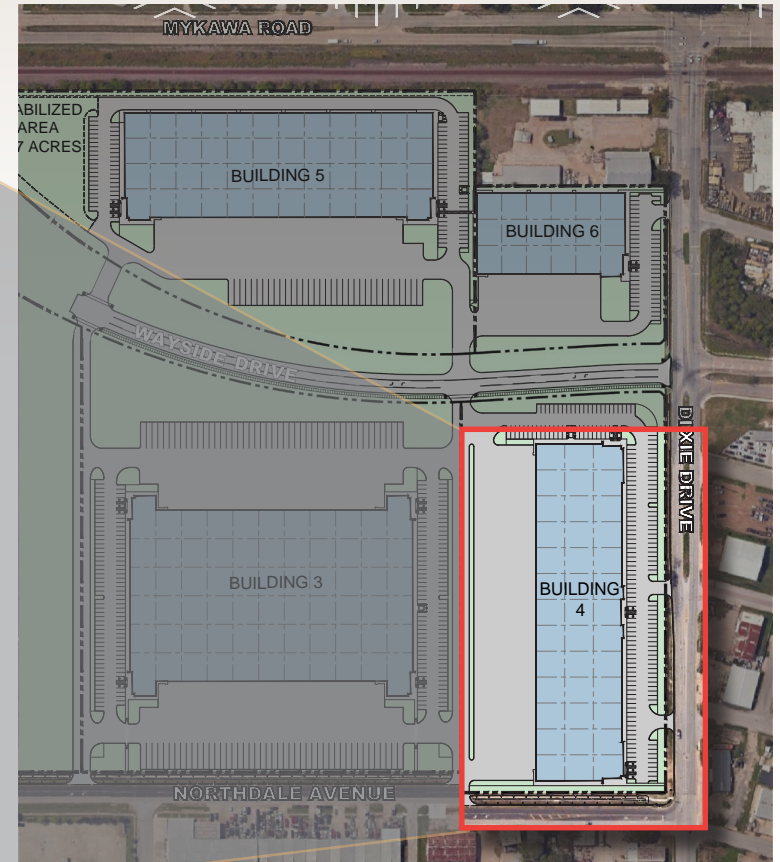 MYKAWA ROAD
ABILIZED
AREA
7 ACRES
BUILDING 5
BUILDING 6
WAYSIDE DRIVE
DIXIE DRIVE
BUILDING 3
BUILDING
4
NORTHDALE AVENUE